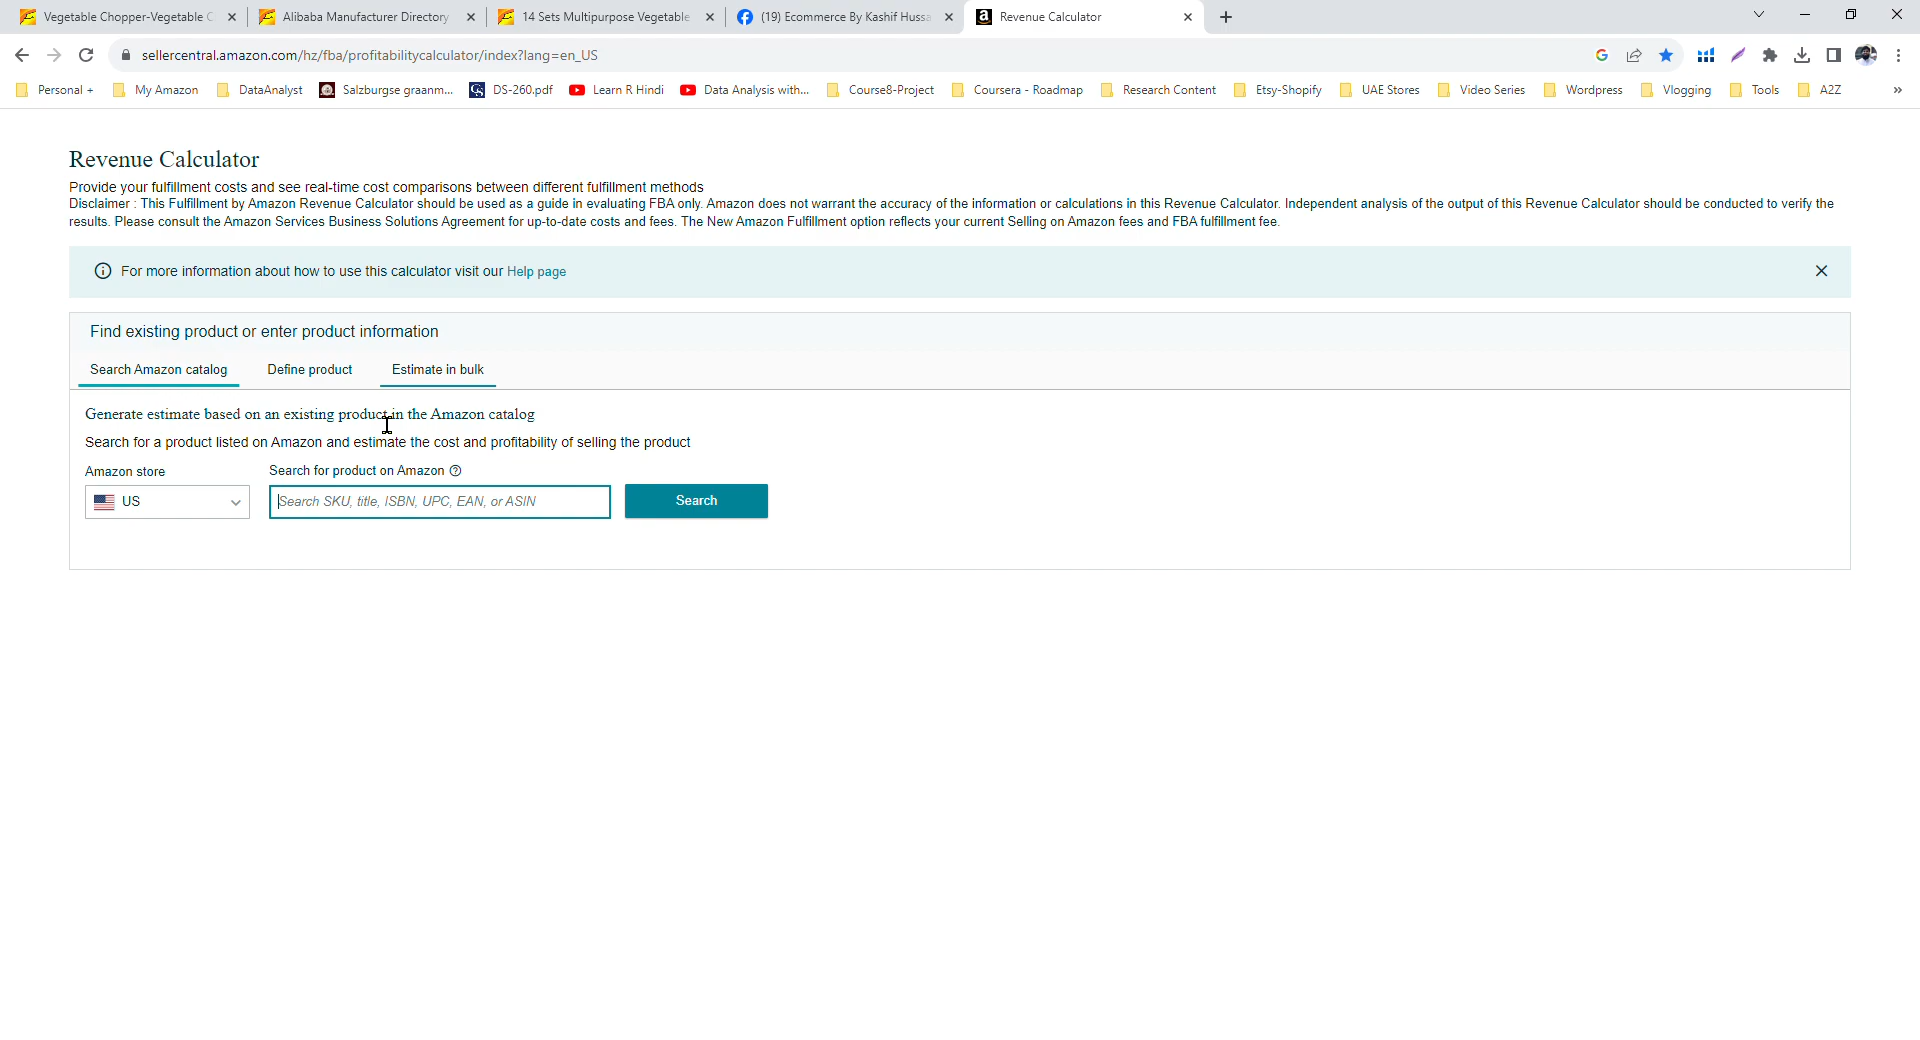 Vegetable Chopper-Vegetable C
Alibaba Manufacturer Directory
14 Sets Multipurpose Vegetable
(19) Ecommerce By Kashif Hussa
Revenue Calculator
sellercentral.amazon.com/hz/fba/profitabilitycalculator/index?lang=en_US
Personal +
My Amazon
DataAnalyst
Salzburgse graanm...
DS-260.pdf
Learn R Hindi
Data Analysis with...
Course8-Project
Coursera - Roadmap
Research Content
Etsy-Shopify
UAE Stores
Video Series
Wordpress
Vlogging
Tools
A2Z
Revenue Calculator
Provide your fulfillment costs and see real-time cost comparisons between different fulfillment methods
Disclaimer : This Fulfillment by Amazon Revenue Calculator should be used as a guide in evaluating FBA only. Amazon does not warrant the accuracy of the information or calculations in this Revenue Calculator. Independent analysis of the output of this Revenue Calculator should be conducted to verify the
results. Please consult the Amazon Services Business Solutions Agreement for up-to-date costs and fees. The New Amazon Fulfillment option reflects your current Selling on Amazon fees and FBA fulfillment fee.
For more information about how to use this calculator visit our Help page
Find existing product or enter product information
Search Amazon catalog
Define product
Estimate in bulk
Generate estimate based on an existing product in the Amazon catalog
Search for a product listed on Amazon and estimate the cost and profitability of selling the product
Amazon store
Search for product on Amazon
US
Search SKU, title, ISBN, UPC, EAN, or ASIN
Search